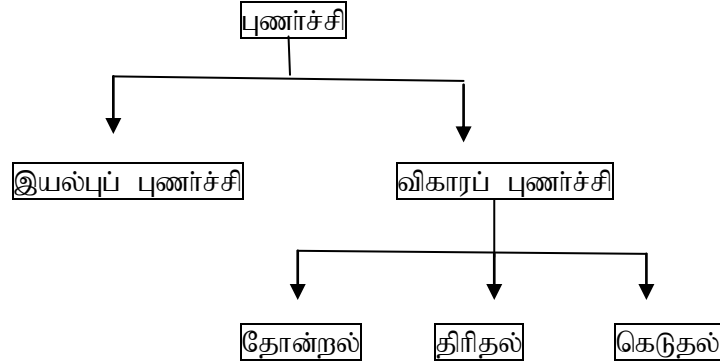 புணர்ச்சி
இயல்புப் புணர்ச்சி விகாரப் புணர்ச்சி
தோன்றல் திரிதல் கெடுதல்